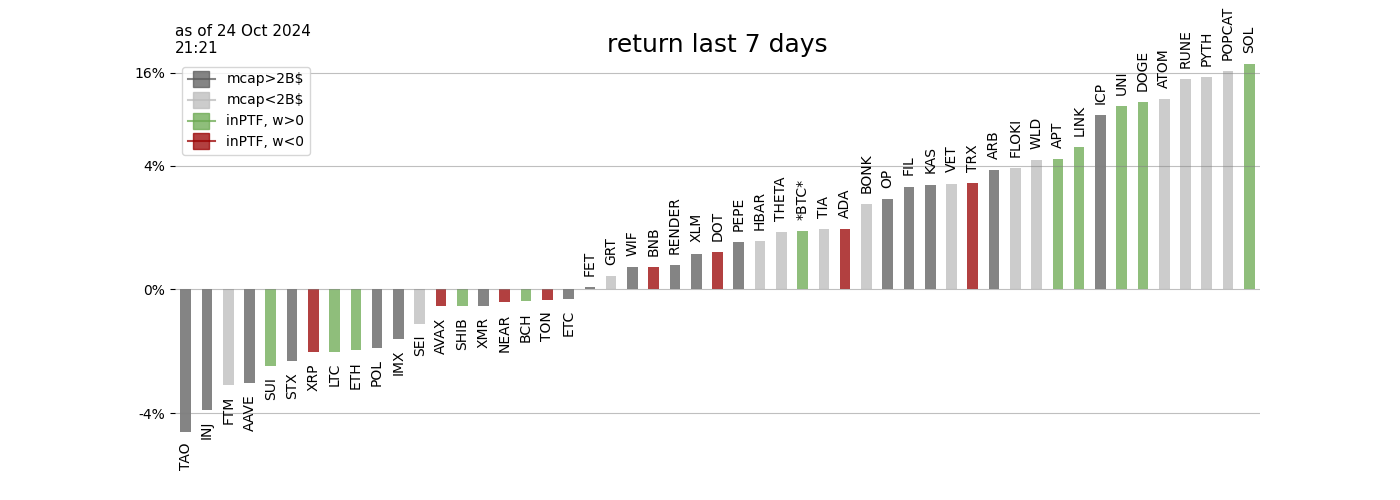 as of 24 Oct 2024
21:21
return last 7 days
mcap>2B$
mcap<2B$
inPTF, w>0
inPTF, w<0
16%
4%
0%
-4%
TAO
INJ
FTM
AAVE
SUI
STX
XRP
LTC
ETH
POL
IMX
SEI
AVAX
SHIB
XMR
NEAR
BCH
TON
ETC
FET
GRT
WIF
BNB
RENDER
XLM
DOT
PEPE
HBAR
THETA
*BTC*
TIA
ADA
BONK
OP
FIL
KAS
VET
TRX
ARB
FLOKI
WLD
APT
LINK
ICP
UNI
DOGE
ATOM
RUNE
PYTH
POPCAT
SOL